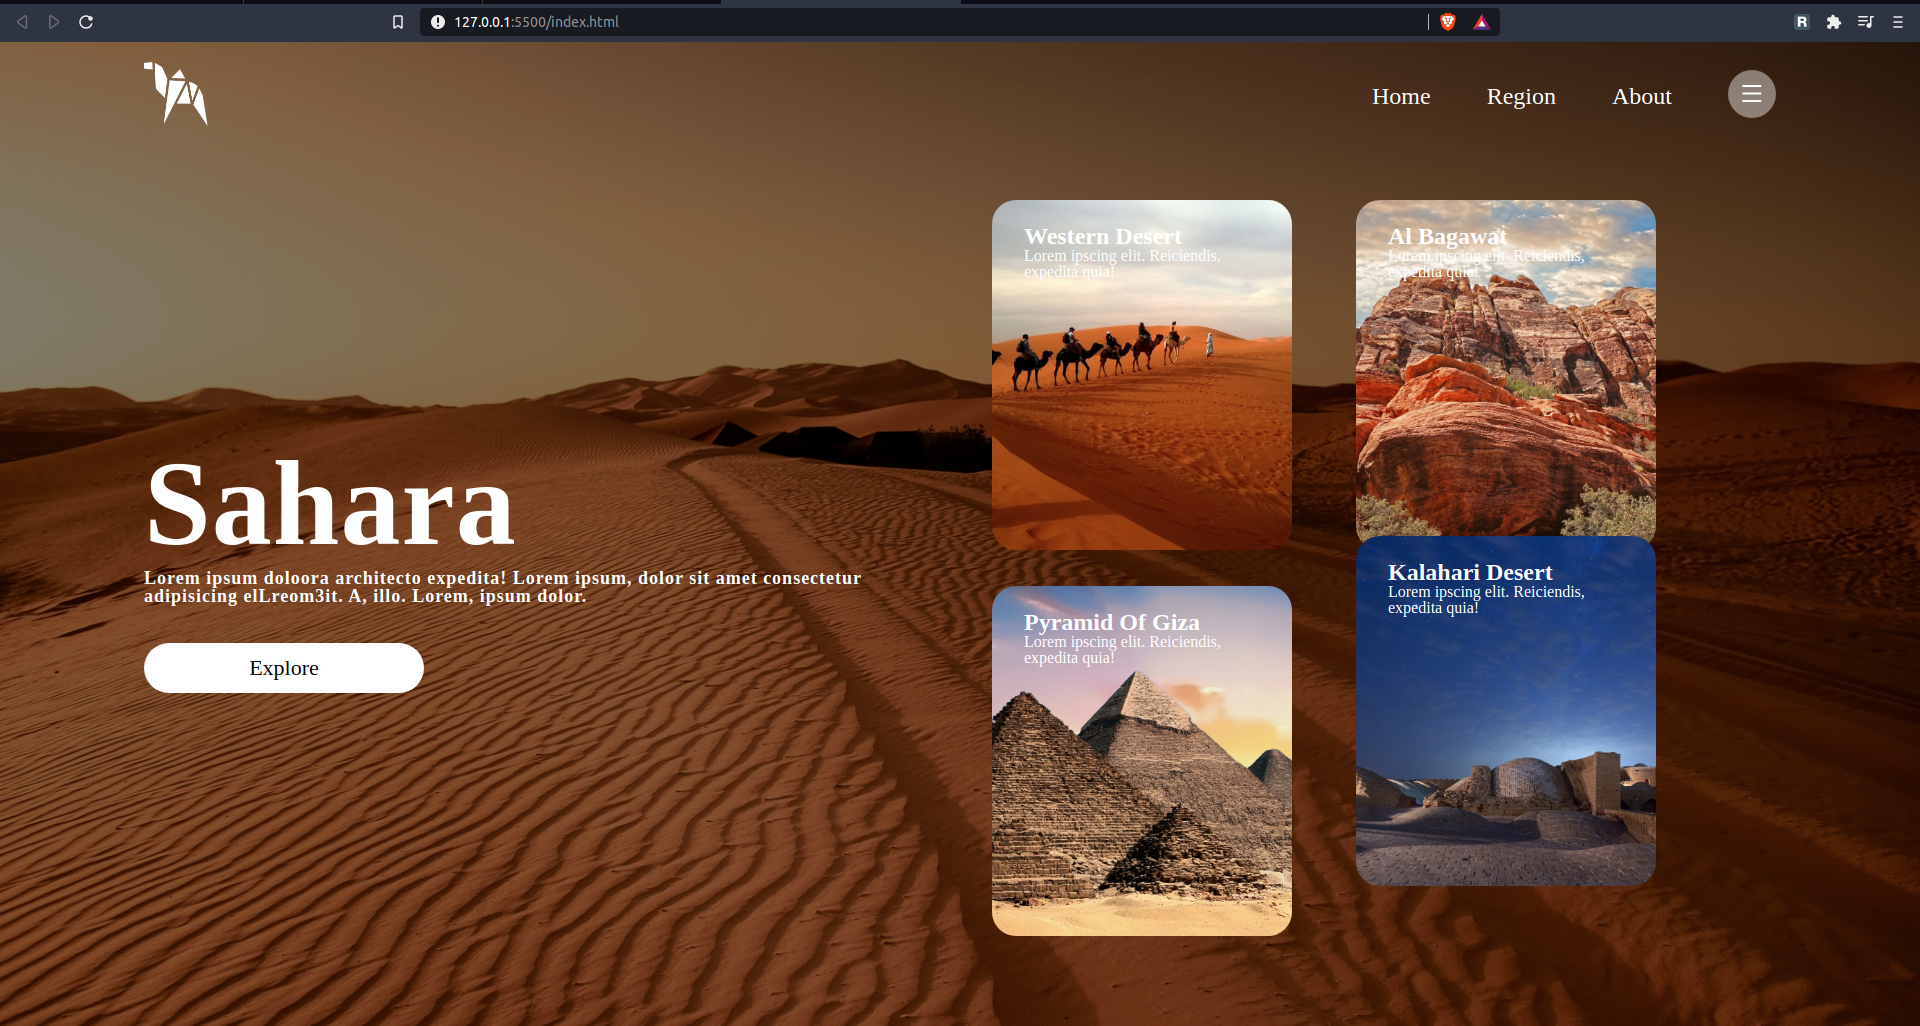 127.0.0.1:5500/index.html
R
Home Region About
Western Desert
Lorem ipscing elit. Reiciendis,
expedita quia!
Al Bagawat
Lorem ipscing elit. Reiciendis,
expedita quia!
Sahara
Lorem ipsum doloora architecto expedita! Lorem ipsum, dolor sit amet consectetur
adipisicing elLreom3it. A, illo. Lorem, ipsum dolor.
Explore
Pyramid Of Giza
Lorem ipscing elit. Reiciendis,
expedita quia!
Kalahari Desert
Lorem ipscing elit. Reiciendis,
expedita quia!